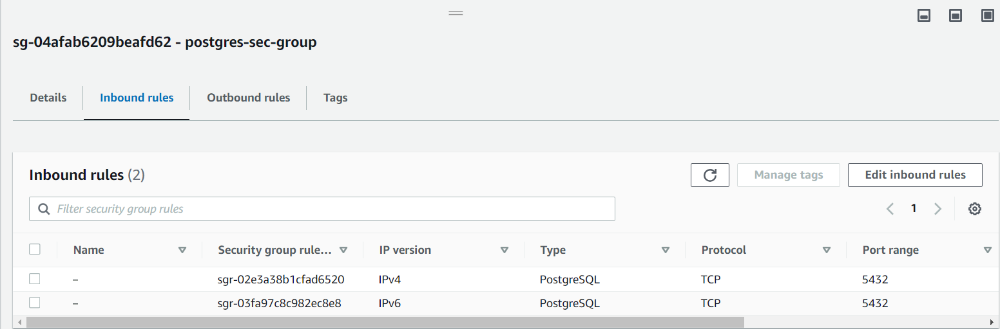 sg-04afab6209beafd62 - postgres-sec-group
Details Inbound rules Outbound rules Tags
Inbound rules (2) Manage tags Edit inbound rules
Filter security group rules 1
Name Security group rule... IP version Type Protocol Port range
– sgr-02e3a38b1cfad6520 IPv4 PostgreSQL TCP 5432
– sgr-03fa97c8c982ec8e8 IPv6 PostgreSQL TCP 5432